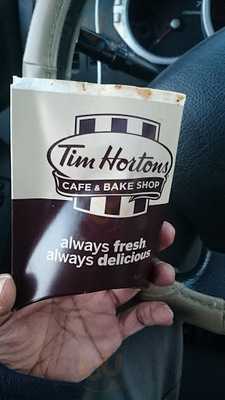 Tim Hortons
CAFE & BAKE SHOP
always fresh
always delicious